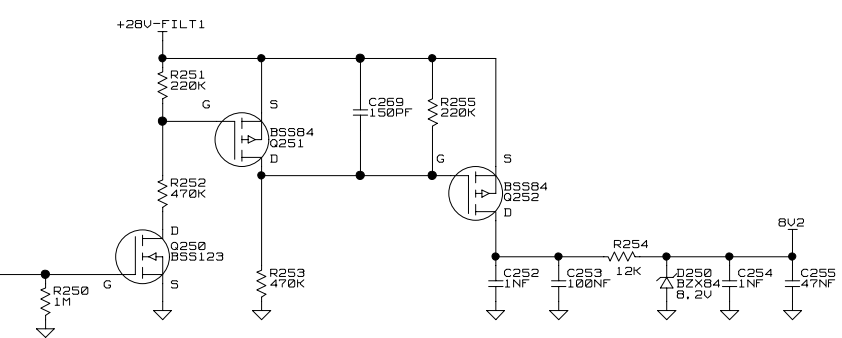 +28V-FILT1
R251
220K
G
S
BSS84
Q251
D
C269
150PF
R255
220K
G
S
BSS84
Q252
D
R252
470K
D
Q250
BSS123
G
S
R250
1M
R253
470K
C252
1NF
C253
100NF
R254
12K
D250
BZX84
8.2V
C254
1NF
8V2
C255
47NF